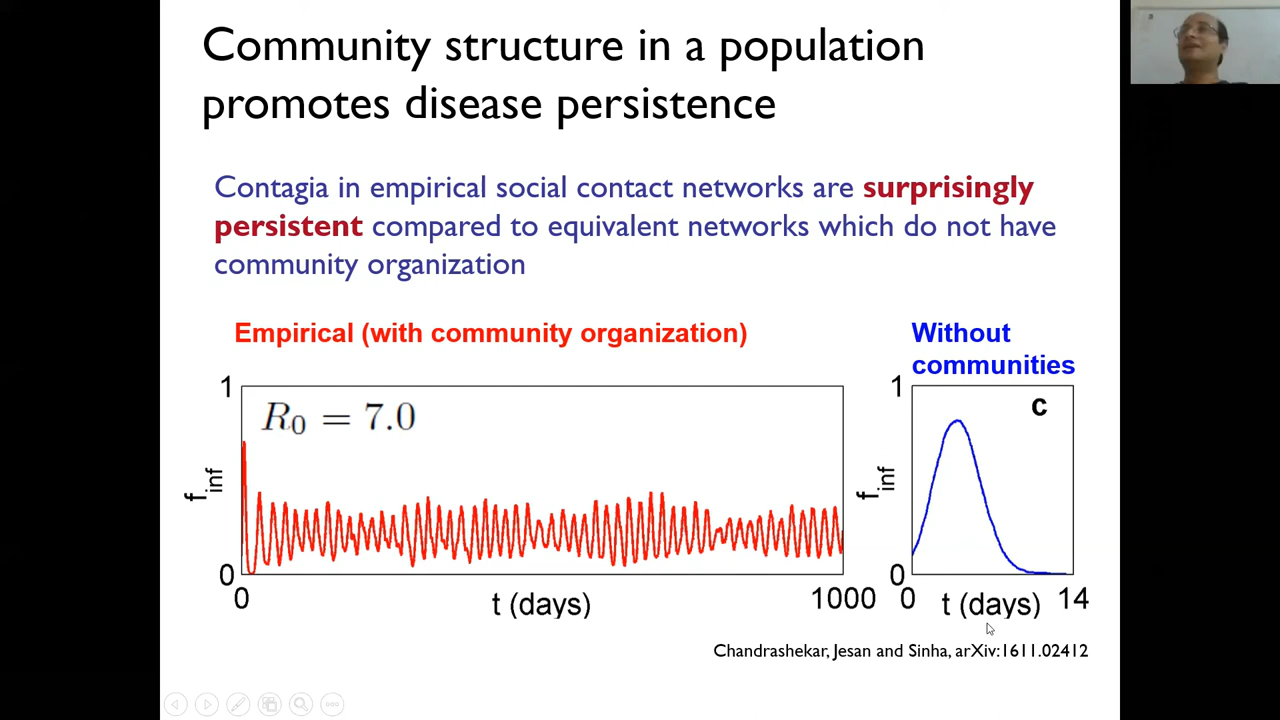 Community structure in a population
promotes disease persistence
Contagia in empirical social contact networks are surprisingly
persistent compared to equivalent networks which do not have
community organization
Empirical (with community organization)
Without
communities
1
R₀ = 7.0
f_inf
0
0
t (days)
1000
1
c
f_inf
0
0
t (days)
14
Chandrashekar, Jesan and Sinha, arXiv:1611.02412